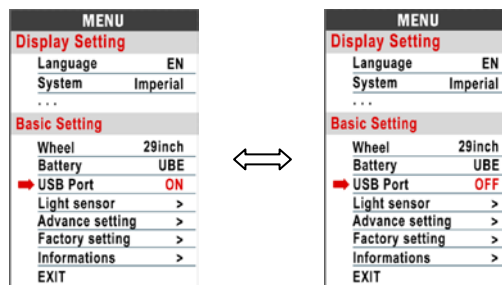 MENU
Display Setting
Language EN
System Imperial
. . .
Basic Setting
Wheel 29inch
Battery UBE
USB Port ON
Light sensor >
Advance setting >
Factory setting >
Informations >
EXIT
MENU
Display Setting
Language EN
System Imperial
. . .
Basic Setting
Wheel 29inch
Battery UBE
USB Port OFF
Light sensor >
Advance setting >
Factory setting >
Informations >
EXIT